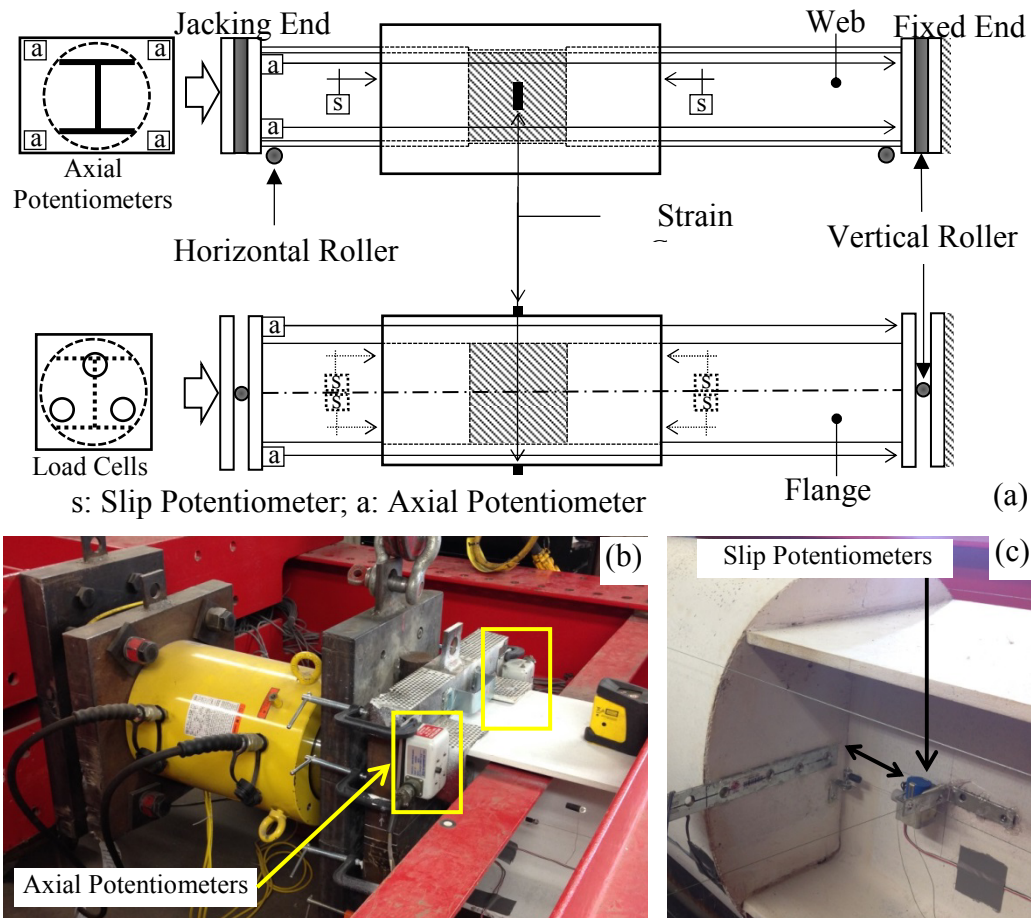 Jacking End
Web
Fixed End
a
a
a
a
a
a
s
s
Axial
Potentiometers
Horizontal Roller
Strain
Vertical Roller
a
a
s
s
s
s
Load Cells
Flange
s: Slip Potentiometer; a: Axial Potentiometer
(a)
(b)
Axial Potentiometers
(c)
Slip Potentiometers